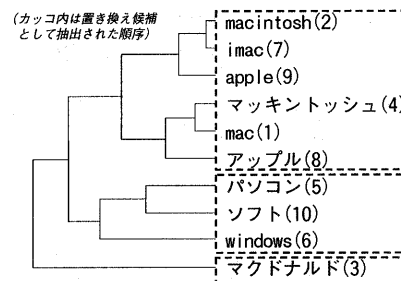 (カッコ内は置き換え候補
として抽出された順序)
macintosh(2)
imac(7)
apple(9)
マッキントッシュ(4)
mac(1)
アップル(8)
パソコン(5)
ソフト(10)
windows(6)
マクドナルド(3)